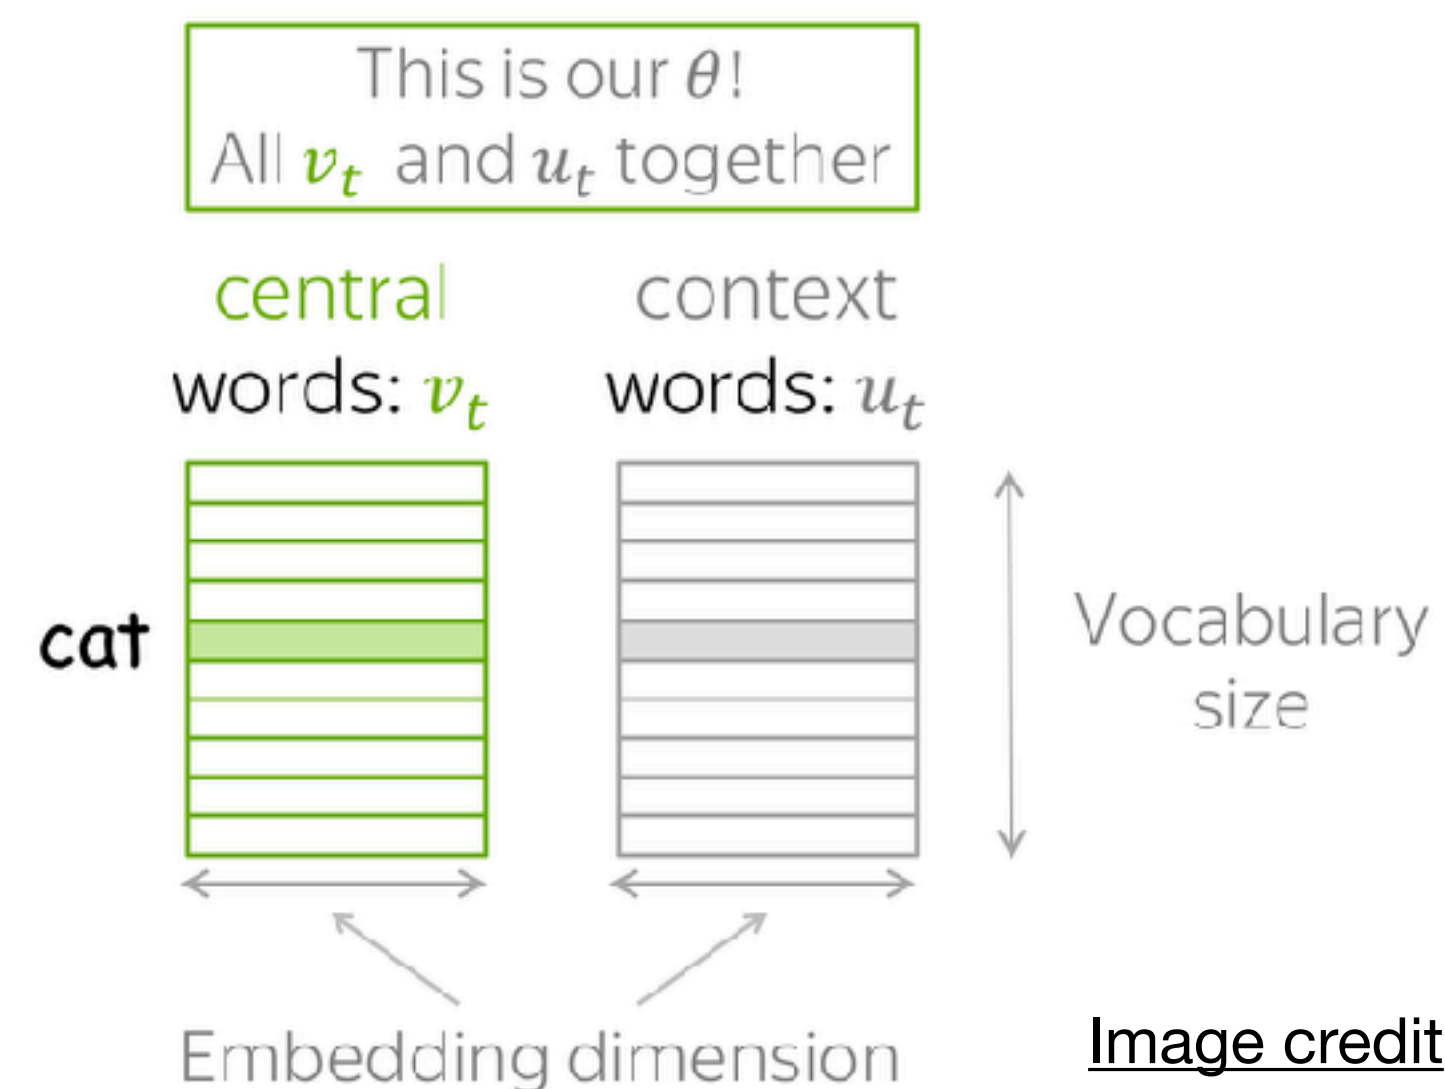 This is our θ!
All vₜ and uₜ together
central
words: vₜ
context
words: uₜ
cat
Vocabulary
size
Embedding dimension
Image credit